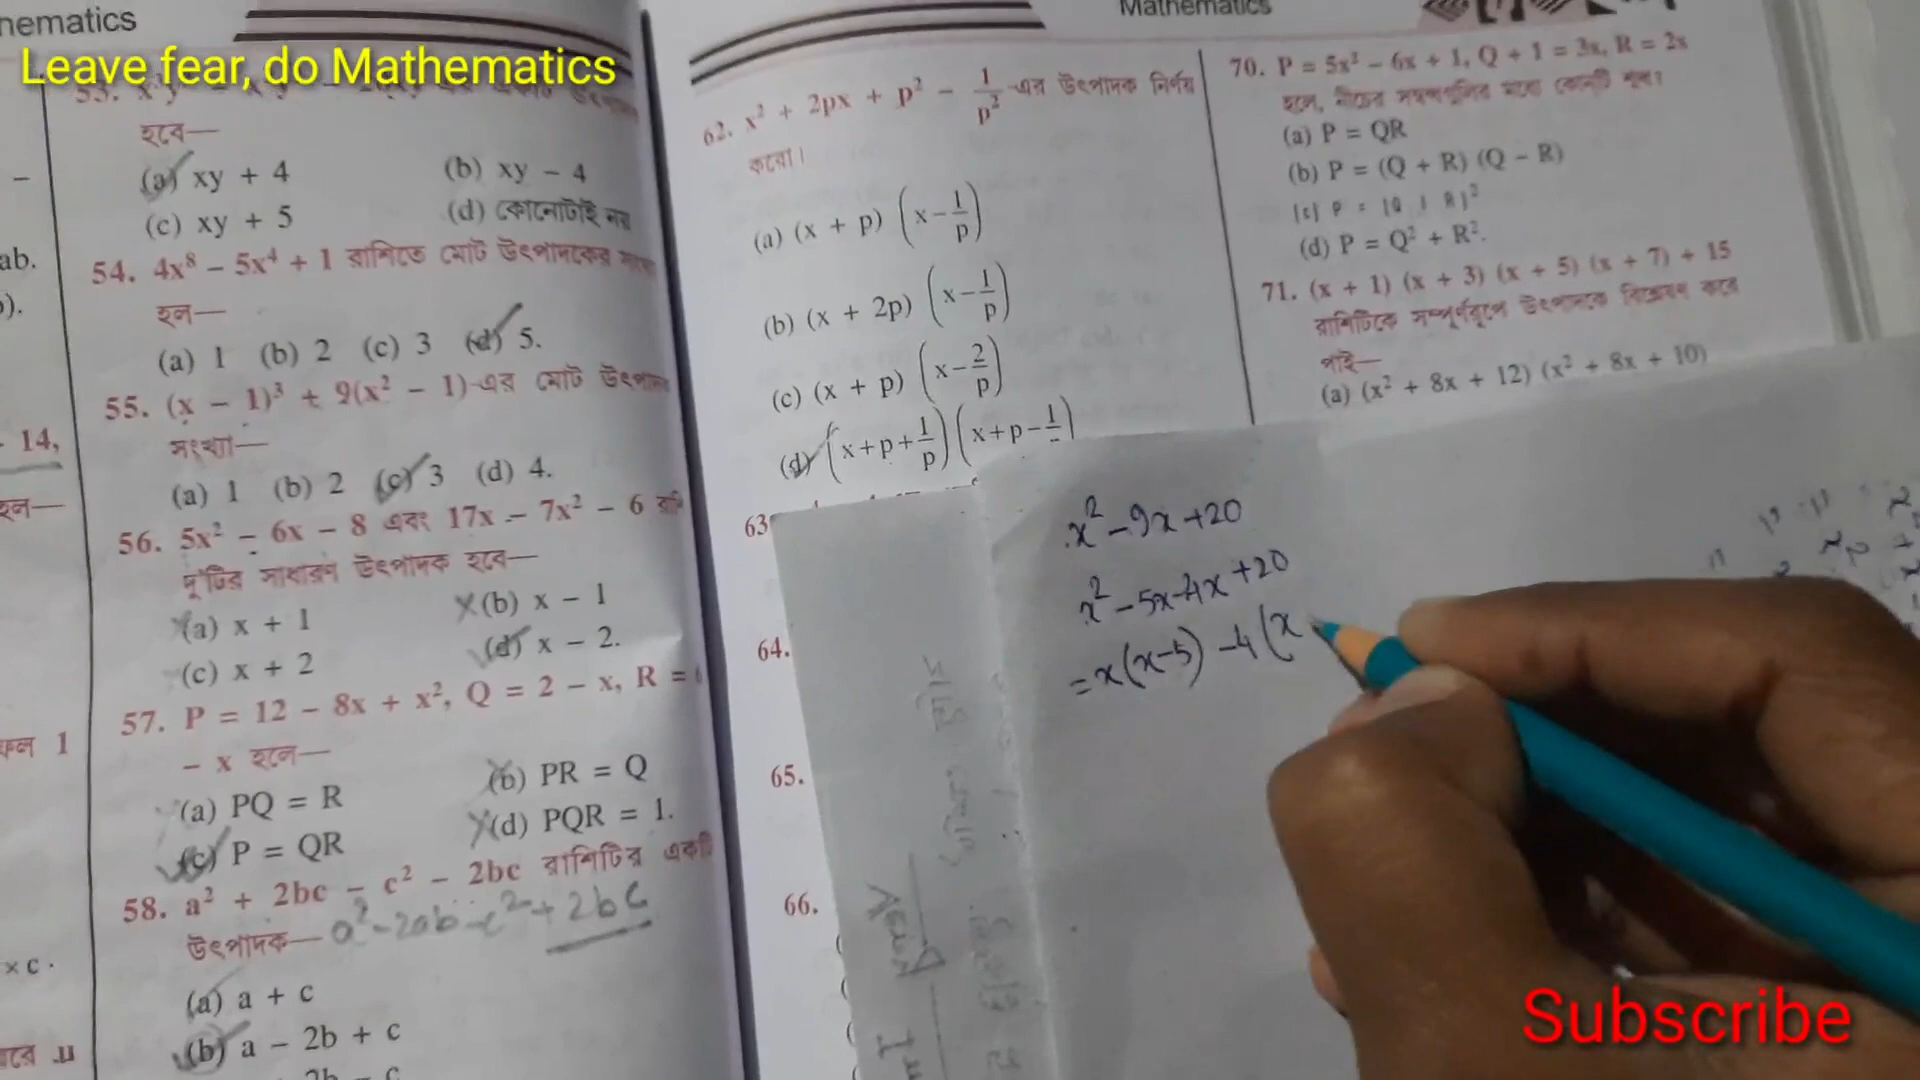 hematics
Leave fear, do Mathematics
হবে—
(a) xy + 4 (b) xy – 4
(c) xy + 5 (d) কোনোটাই নয়
54. 4x⁸ – 5x⁴ + 1 রাশিতে মোট উৎপাদকের
হল—
(a) 1 (b) 2 (c) 3 (d) 5.
55. (x – 1)³ + 9(x² – 1)-এর মোট
সংখ্যা—
(a) 1 (b) 2 (c) 3 (d) 4.
56. 5x² – 6x – 8 এবং 17x – 7x² – 6
দু'টির সাধারণ উৎপাদক হবে—
(a) x + 1 (b) x – 1
(c) x + 2 (d) x – 2.
57. P = 12 – 8x + x², Q = 2 – x, R =
– x হলে—
(a) PQ = R (b) PR = Q
(c) P = QR (d) PQR = 1.
58. a² + 2bc – c² – 2bc রাশিটির একটি
উৎপাদক— a² – 2ab – c² + 2bc
(a) a + c
(b) a – 2b + c
ab.
14,
হল—
1
× c .
Mathematics
62. x² + 2px + p² – 1/p² -এর উৎপাদক নির্ণয়
করো।
(a) (x + p) (x – 1/p)
(b) (x + 2p) (x – 1/p)
(c) (x + p) (x – 2/p)
(d) (x + p + 1/p) (x + p – 1/
63
64.
65.
66.
70. P = 5x² – 6x + 1, Q + 1 = 3x, R = 2x
হলে, নীচের সম্পর্কগুলির মধ্যে কোনটি মূল?
(a) P = QR
(b) P = (Q + R) (Q – R)
(d) P = Q² + R².
71. (x + 1) (x + 3) (x + 5) (x + 7) + 15
রাশিটিকে সম্পূর্ণরূপে উৎপাদকে বিশ্লেষণ করে
পাই—
(a) (x² + 8x + 12) (x² + 8x + 10)
x² – 9x + 20
x² – 5x – 4x + 20
= x(x – 5) – 4(x
Subscribe